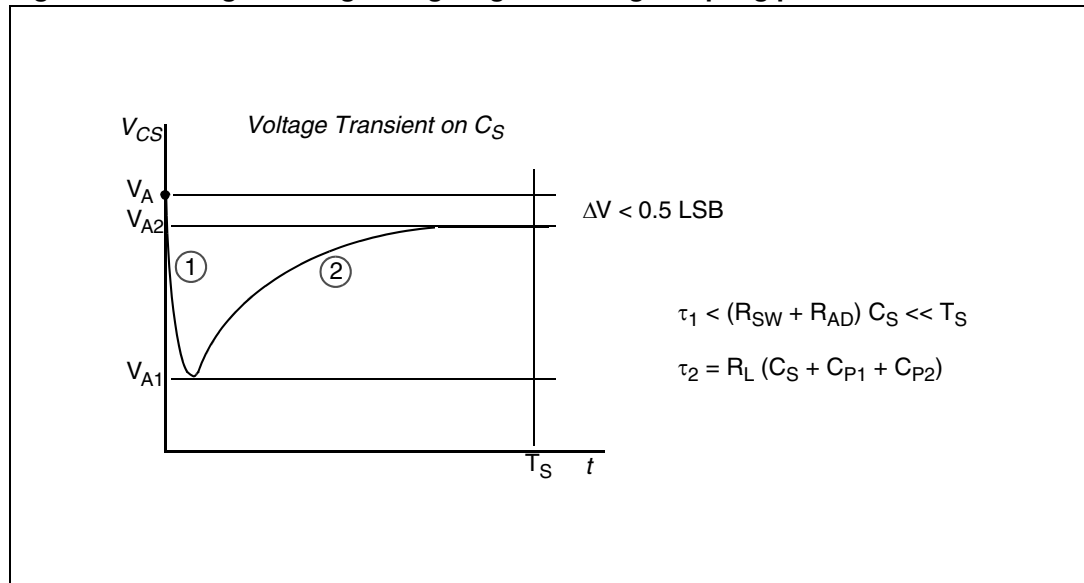 Voltage Transient on C_S
V_CS
V_A
V_A2
ΔV < 0.5 LSB
1
2
τ_1 < (R_SW + R_AD) C_S << T_S
τ_2 = R_L (C_S + C_P1 + C_P2)
V_A1
T_S
t